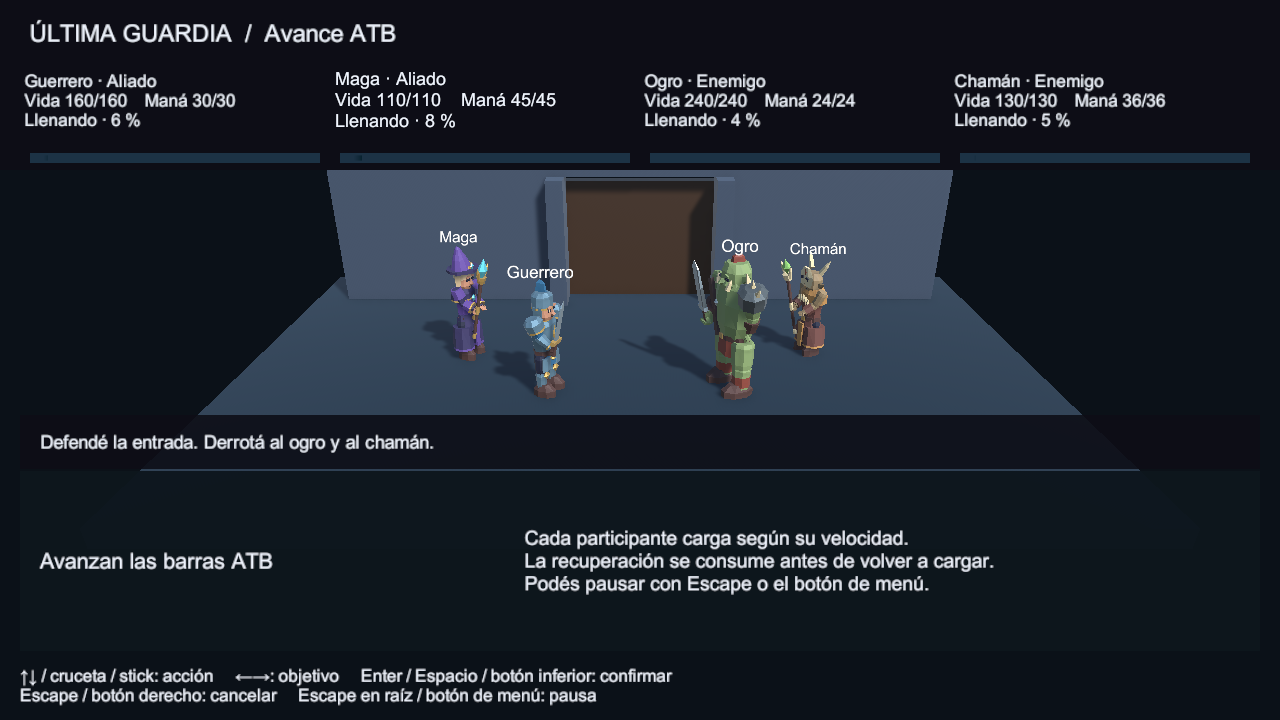 ÚLTIMA GUARDIA / Avance ATB
Guerrero · Aliado
Vida 160/160 Maná 30/30
Llenando · 6 %
Maga · Aliado
Vida 110/110 Maná 45/45
Llenando · 8 %
Ogro · Enemigo
Vida 240/240 Maná 24/24
Llenando · 4 %
Chamán · Enemigo
Vida 130/130 Maná 36/36
Llenando · 5 %
Maga
Guerrero
Ogro
Chamán
Defendé la entrada. Derrotá al ogro y al chamán.
Avanzan las barras ATB
Cada participante carga según su velocidad.
La recuperación se consume antes de volver a cargar.
Podés pausar con Escape o el botón de menú.
↑↓ / cruceta / stick: acción ←→: objetivo Enter / Espacio / botón inferior: confirmar
Escape / botón derecho: cancelar Escape en raíz / botón de menú: pausa